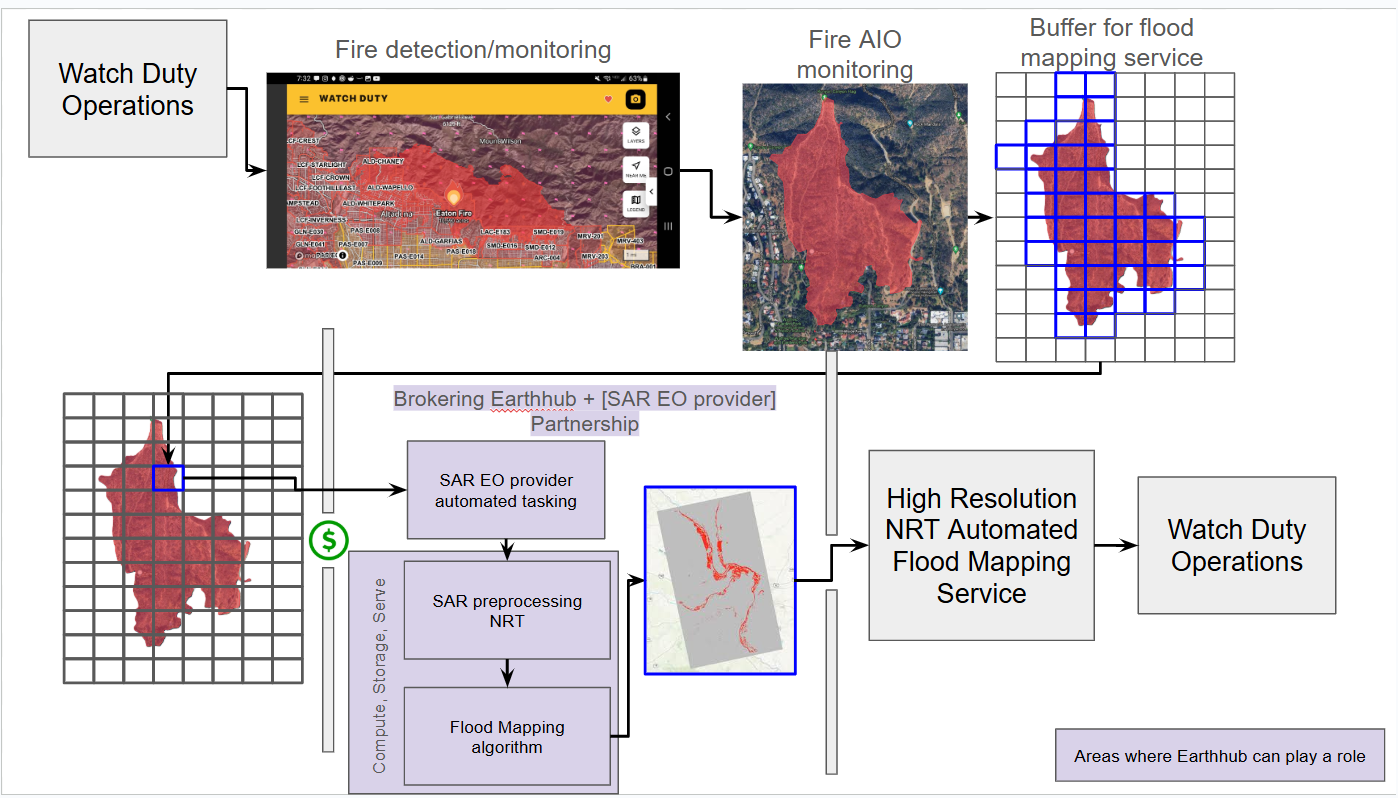 Watch Duty
Operations
Fire detection/monitoring
7:32
63%
WATCH DUTY
LAYERS
NEAR ME
LEGEND
MountWilson
LCF-CREST
LCF-STARLIGHT
ALD-CHANEY
LCF-CROWN
LCF-FOOTHILLEAST
ALD-WAPELLO
ALD-WHITEPARK
Altadena
Eaton Fire
LCF-INVERNESS
GLN-E030
PAS-E008
LAC-E183
SMD-E019
GLN-E041
PAS-E007
ALD-GARFIAS
SMD-E016
SMD-E012
MRV-201
MRV-403
PAS-E018
PAS-E014
ARC-004
MRV-203
PAS-E009
1 mi
Fire AIO
monitoring
Buffer for flood
mapping service
Brokering Earthhub + [SAR EO provider]
Partnership
SAR EO provider
automated tasking
$
Compute, Storage, Serve
SAR preprocessing
NRT
Flood Mapping
algorithm
High Resolution
NRT Automated
Flood Mapping
Service
Watch Duty
Operations
Areas where Earthhub can play a role